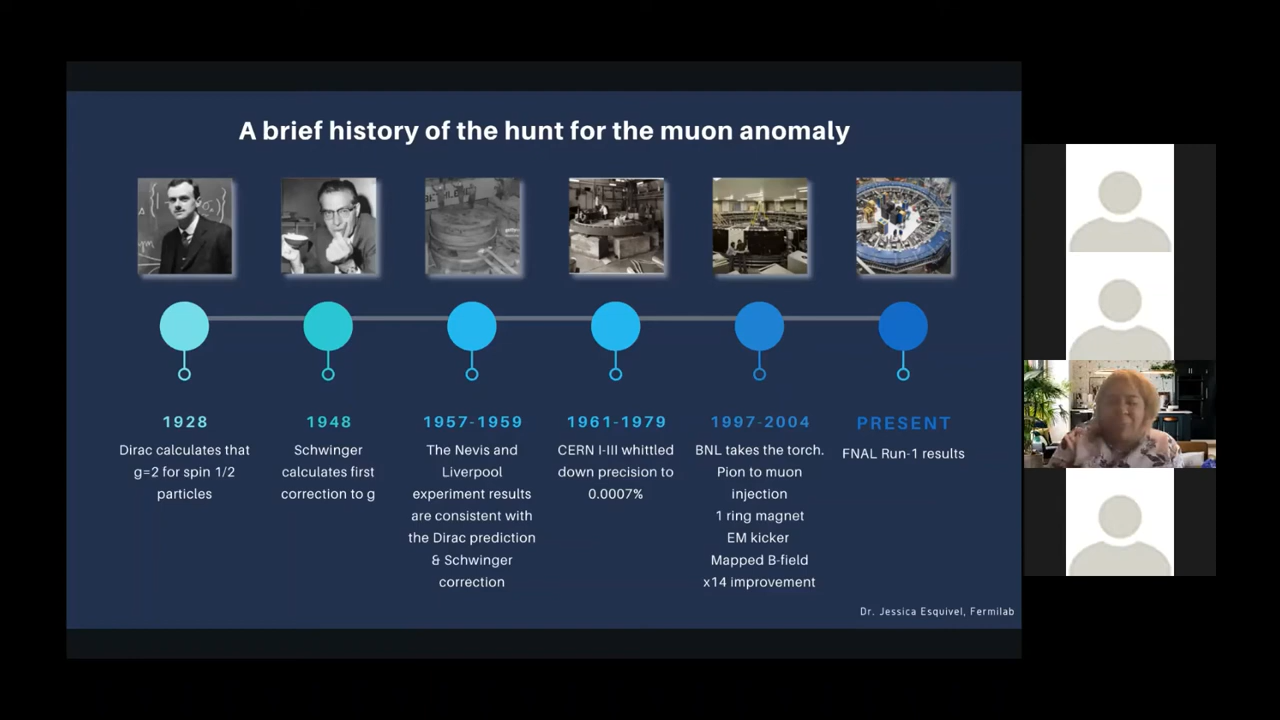 A brief history of the hunt for the muon anomaly
1928
Dirac calculates that
g=2 for spin 1/2
particles
1948
Schwinger
calculates first
correction to g
1957-1959
The Nevis and
Liverpool
experiment results
are consistent with
the Dirac prediction
& Schwinger
correction
1961-1979
CERN I-III whittled
down precision to
0.0007%
1997-2004
BNL takes the torch.
Pion to muon
injection
1 ring magnet
EM kicker
Mapped B-field
x14 improvement
PRESENT
FNAL Run-1 results
Dr. Jessica Esquivel, Fermilab